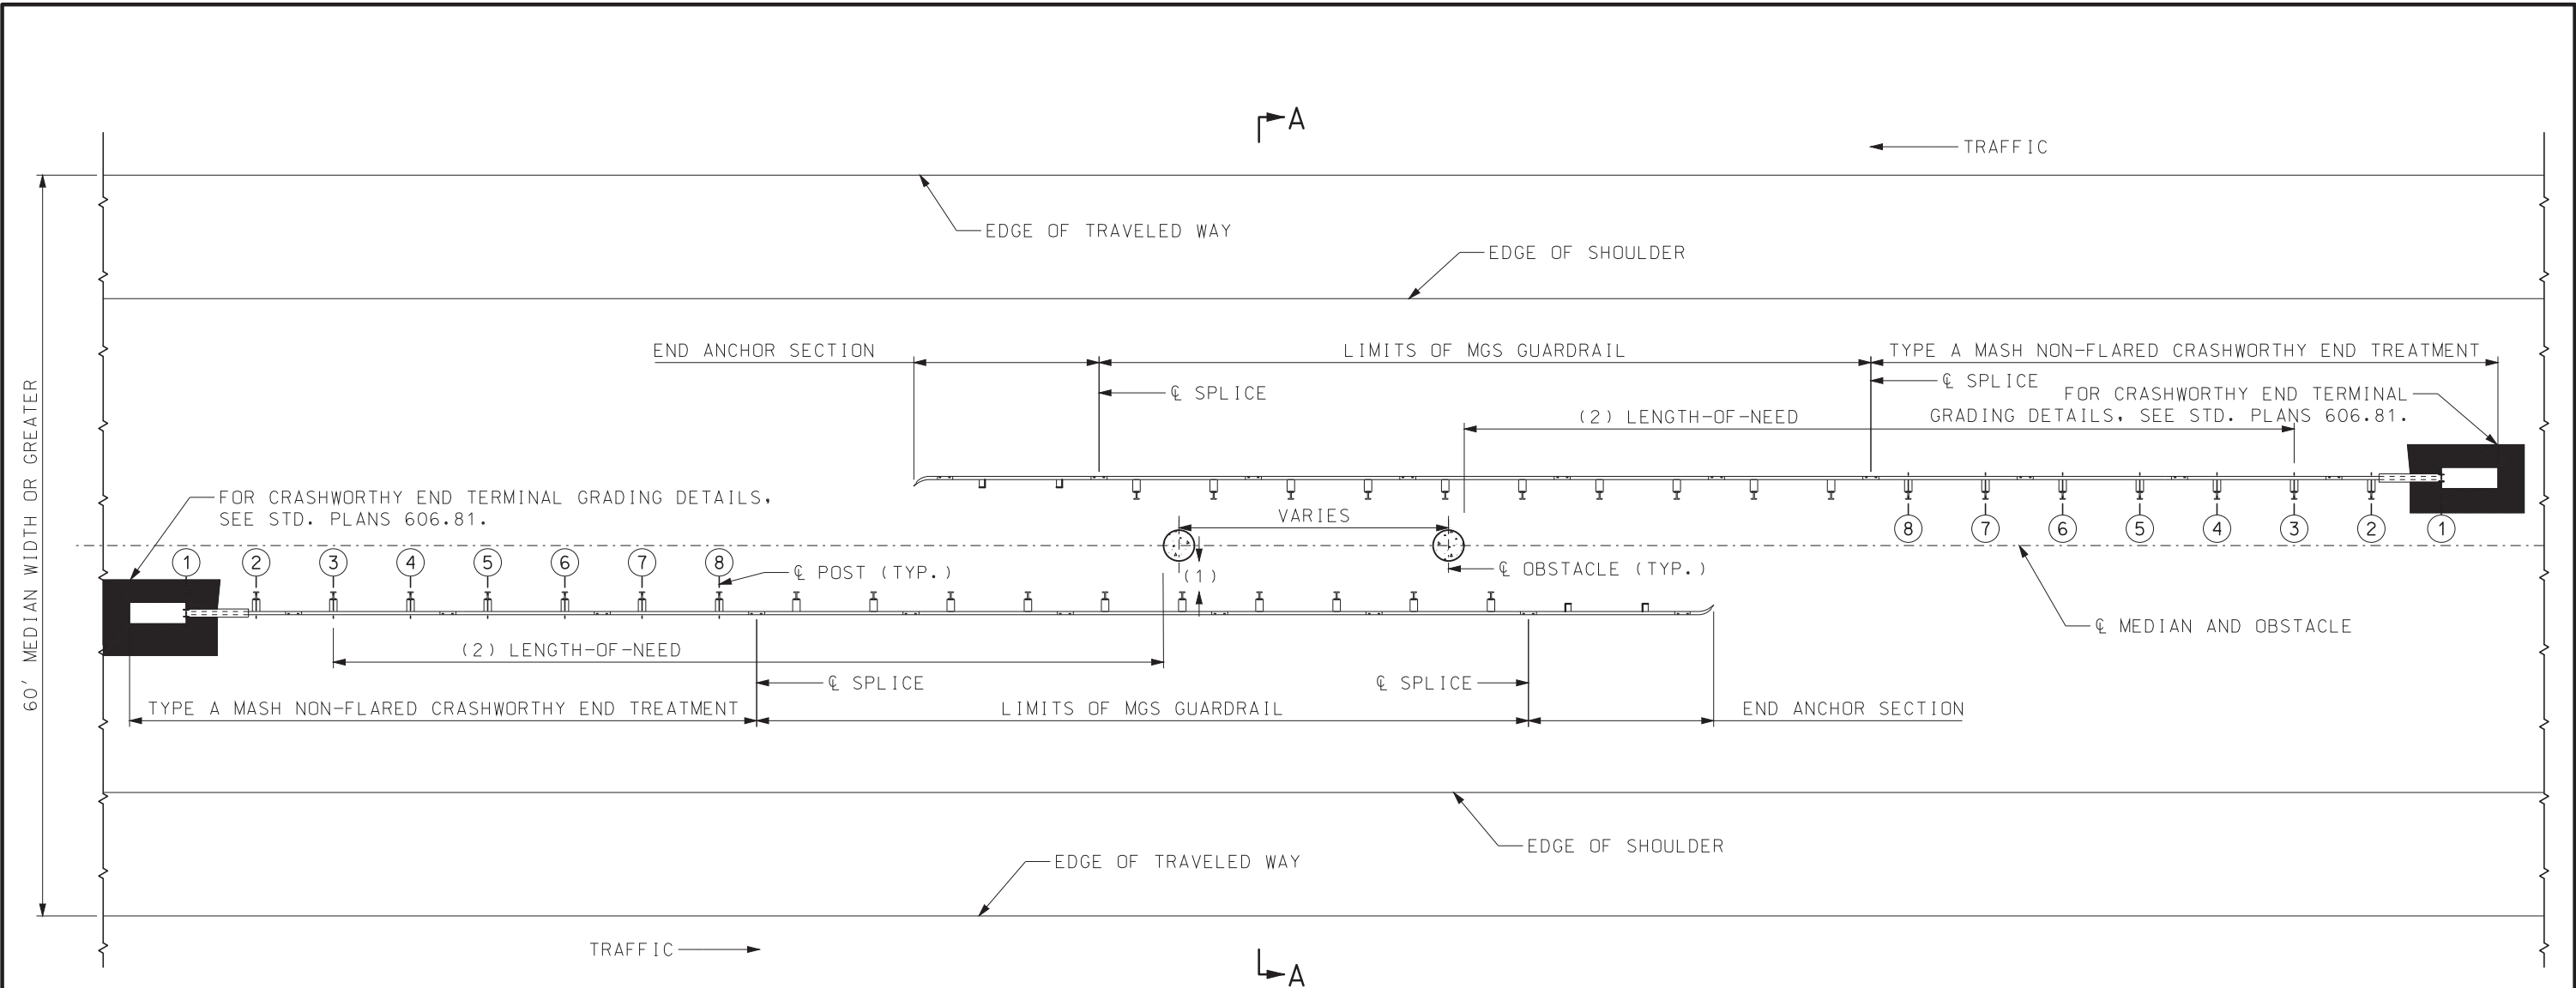 A
TRAFFIC
EDGE OF TRAVELED WAY
EDGE OF SHOULDER
END ANCHOR SECTION
LIMITS OF MGS GUARDRAIL
TYPE A MASH NON-FLARED CRASHWORTHY END TREATMENT
℄ SPLICE
℄ SPLICE
FOR CRASHWORTHY END TERMINAL
GRADING DETAILS, SEE STD. PLANS 606.81.
(2) LENGTH-OF-NEED
60' MEDIAN WIDTH OR GREATER
FOR CRASHWORTHY END TERMINAL GRADING DETAILS,
SEE STD. PLANS 606.81.
VARIES
8 7 6 5 4 3 2 1
1 2 3 4 5 6 7 8
℄ POST (TYP.)
(1)
℄ OBSTACLE (TYP.)
℄ MEDIAN AND OBSTACLE
(2) LENGTH-OF-NEED
℄ SPLICE
℄ SPLICE
TYPE A MASH NON-FLARED CRASHWORTHY END TREATMENT
LIMITS OF MGS GUARDRAIL
END ANCHOR SECTION
EDGE OF SHOULDER
EDGE OF TRAVELED WAY
TRAFFIC
A